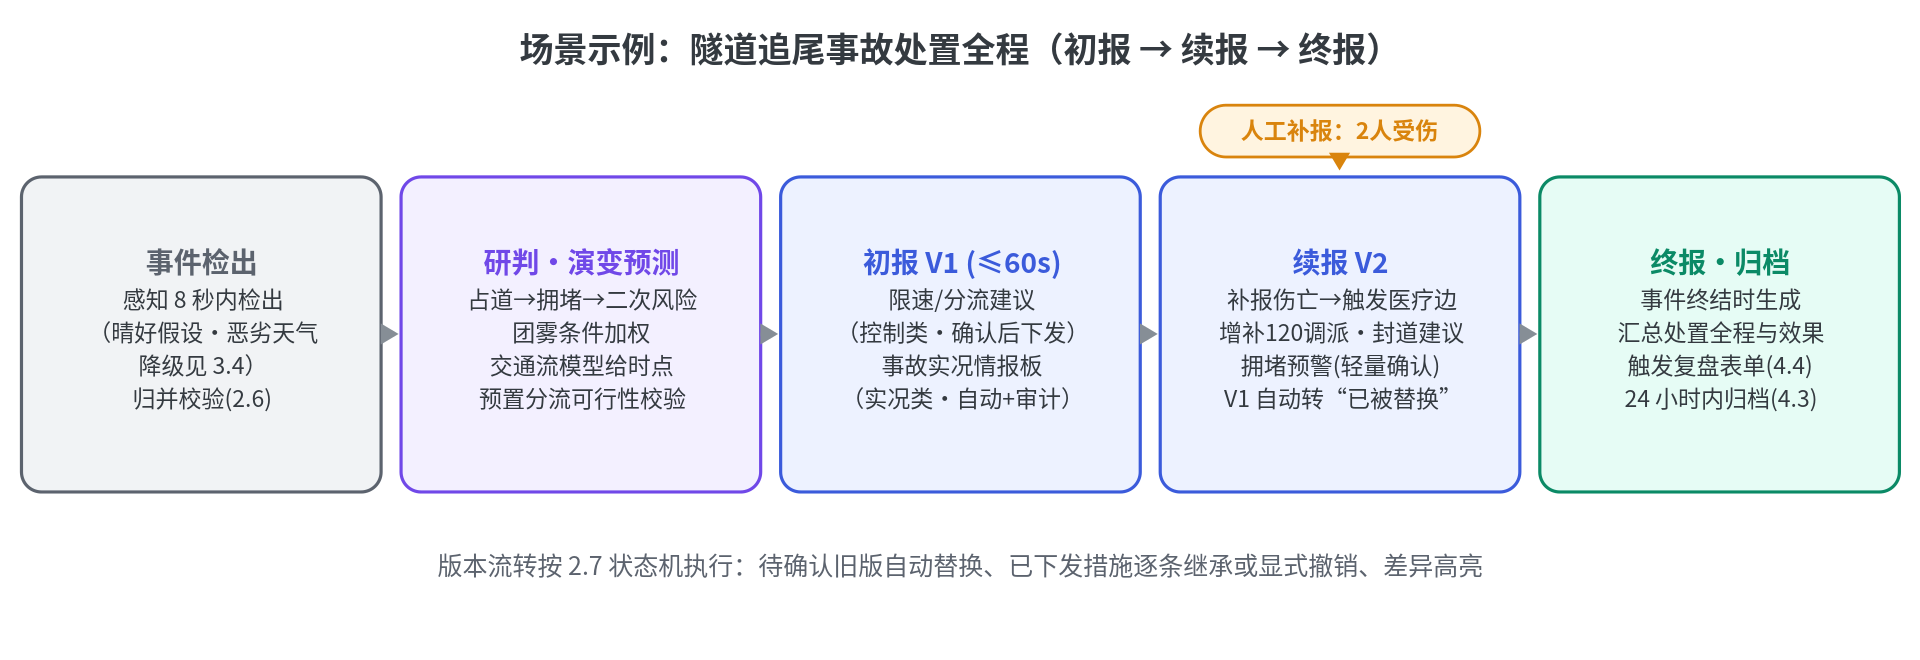 场景示例：隧道追尾事故处置全程（初报 → 续报 → 终报）
人工补报：2人受伤
事件检出
感知 8 秒内检出
（晴好假设・恶劣天气
降级见 3.4）
归并校验(2.6)
研判・演变预测
占道→拥堵→二次风险
团雾条件加权
交通流模型给时点
预置分流可行性校验
初报 V1 (≤60s)
限速/分流建议
（控制类・确认后下发）
事故实况情报板
（实况类・自动+审计）
续报 V2
补报伤亡→触发医疗边
增补120调派・封道建议
拥堵预警(轻量确认)
V1 自动转“已被替换”
终报・归档
事件终结时生成
汇总处置全程与效果
触发复盘表单(4.4)
24 小时内归档(4.3)
版本流转按 2.7 状态机执行：待确认旧版自动替换、已下发措施逐条继承或显式撤销、差异高亮